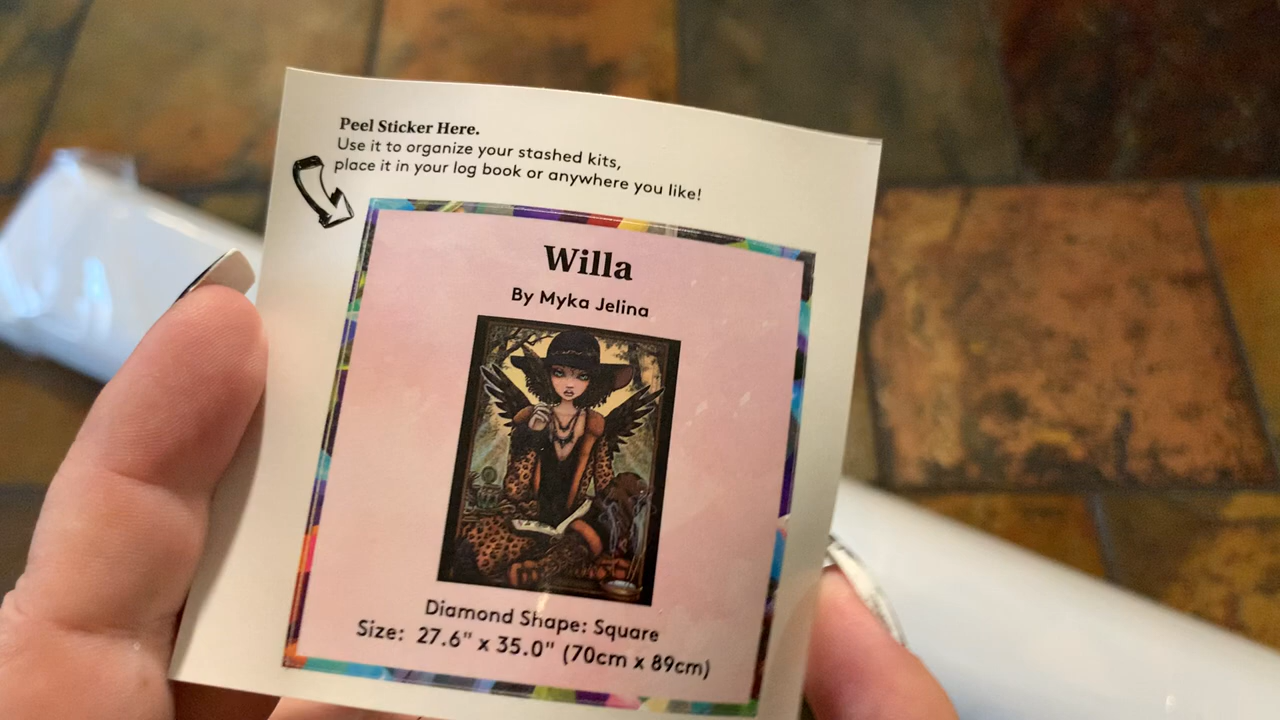 Peel Sticker Here.
Use it to organize your stashed kits,
place it in your log book or anywhere you like!
Willa
By Myka Jelina
Diamond Shape: Square
Size: 27.6" x 35.0" (70cm x 89cm)